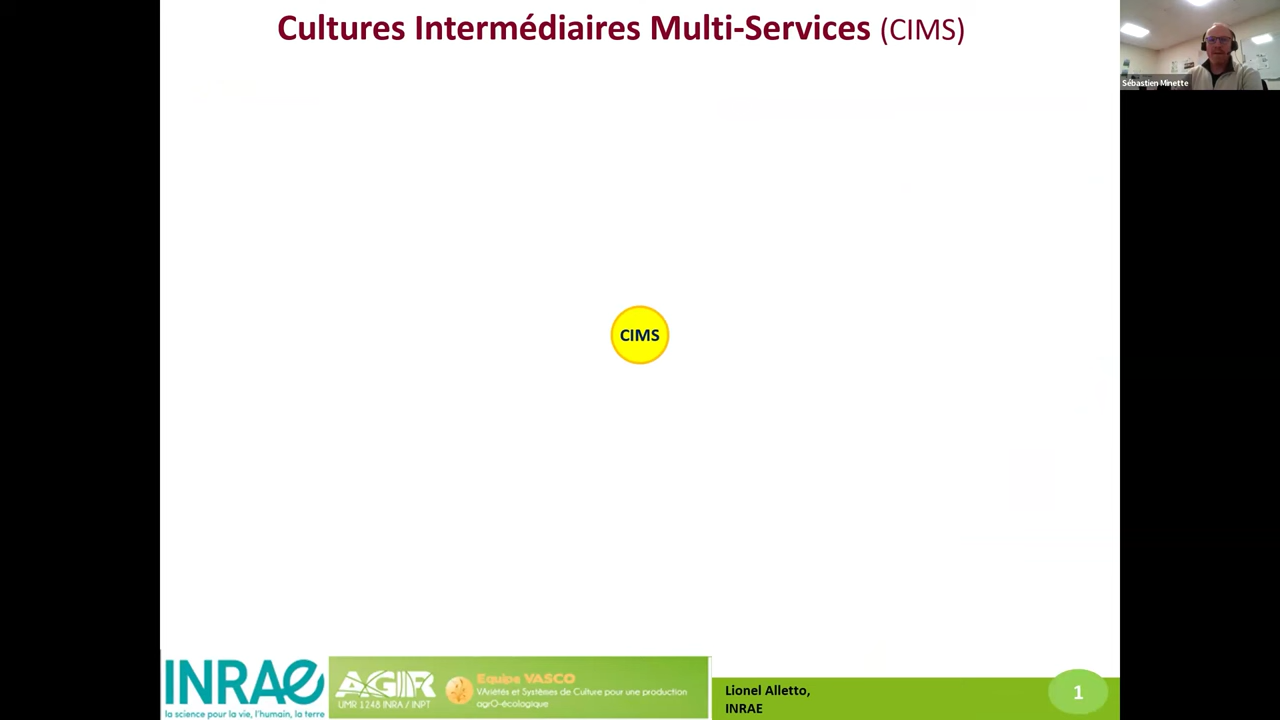 Cultures Intermédiaires Multi-Services (CIMS)
Sébastien Minette
CIMS
INRAE
la science pour la vie, l'humain, la terre
AGIR
UMR 1248 INRA / INPT
Equipe VASCO
VAriétés et Systèmes de Culture pour une production
agrO-écologique
Lionel Alletto,
INRAE
1